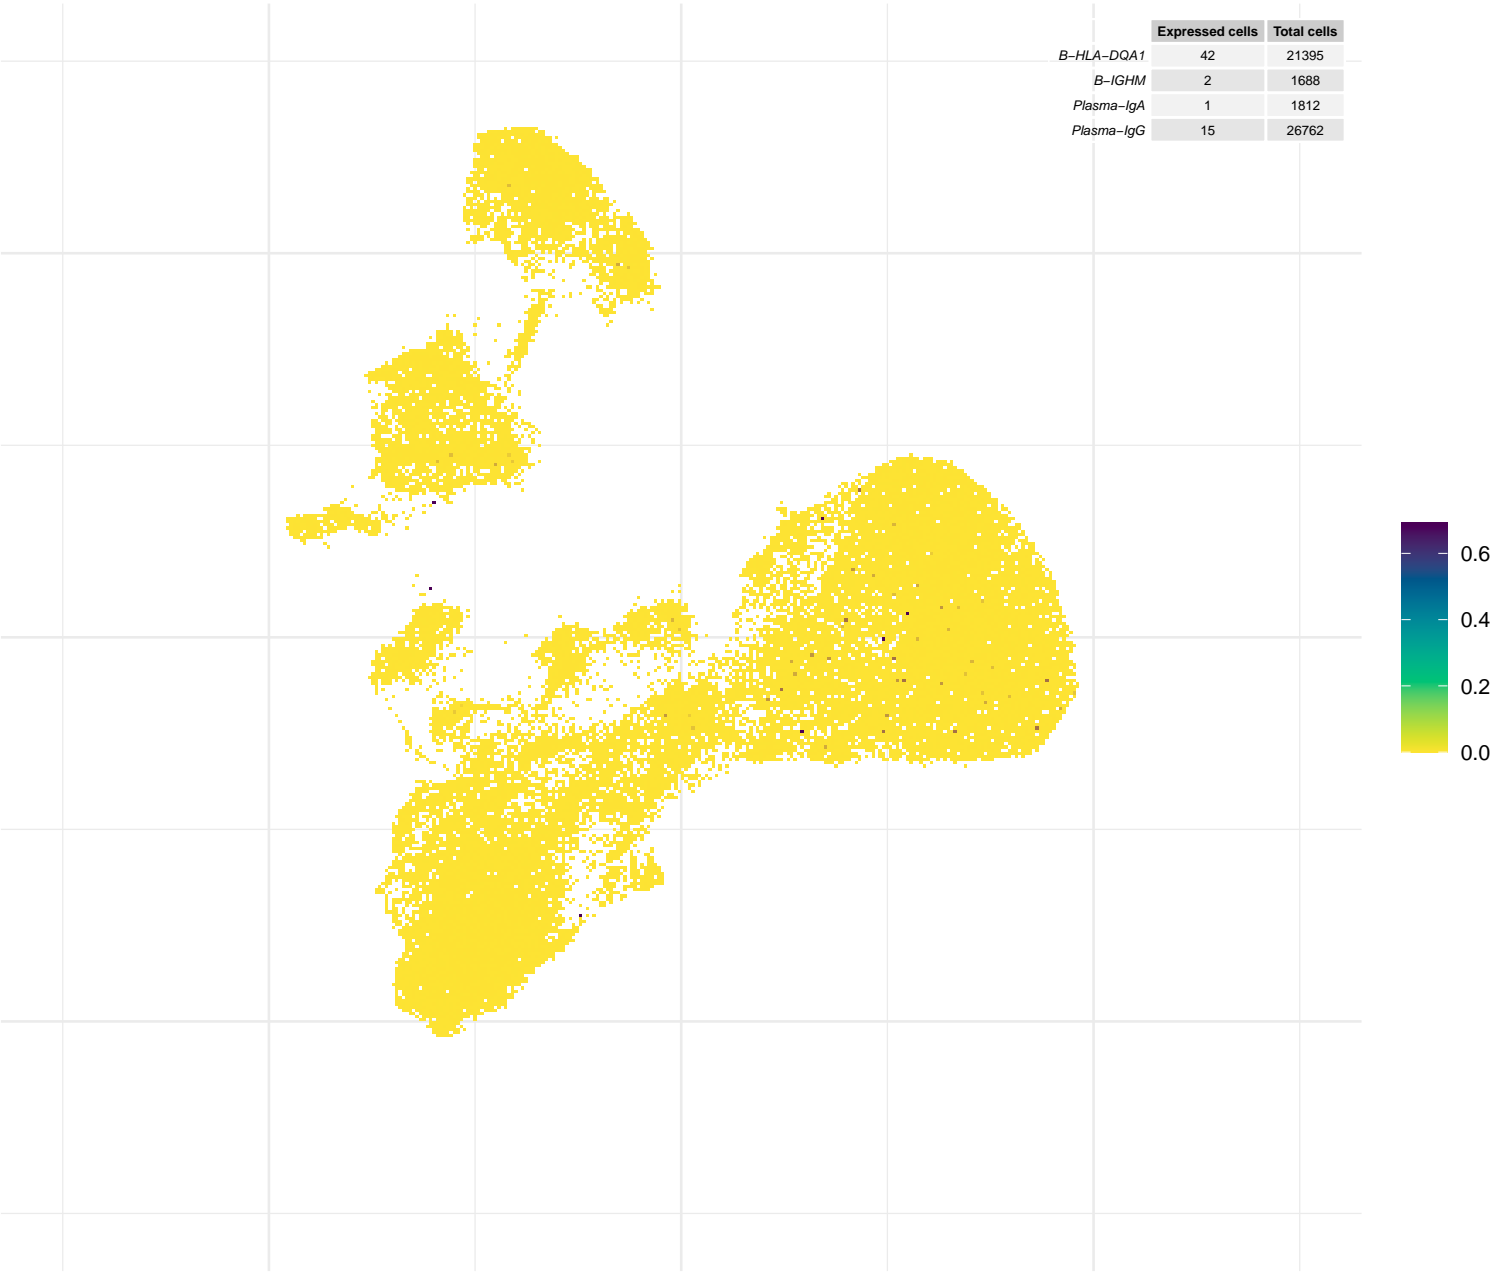 Expressed cells Total cells
B–HLA–DQA1 42 21395
B–IGHM 2 1688
Plasma–IgA 1 1812
Plasma–IgG 15 26762
0.6
0.4
0.2
0.0